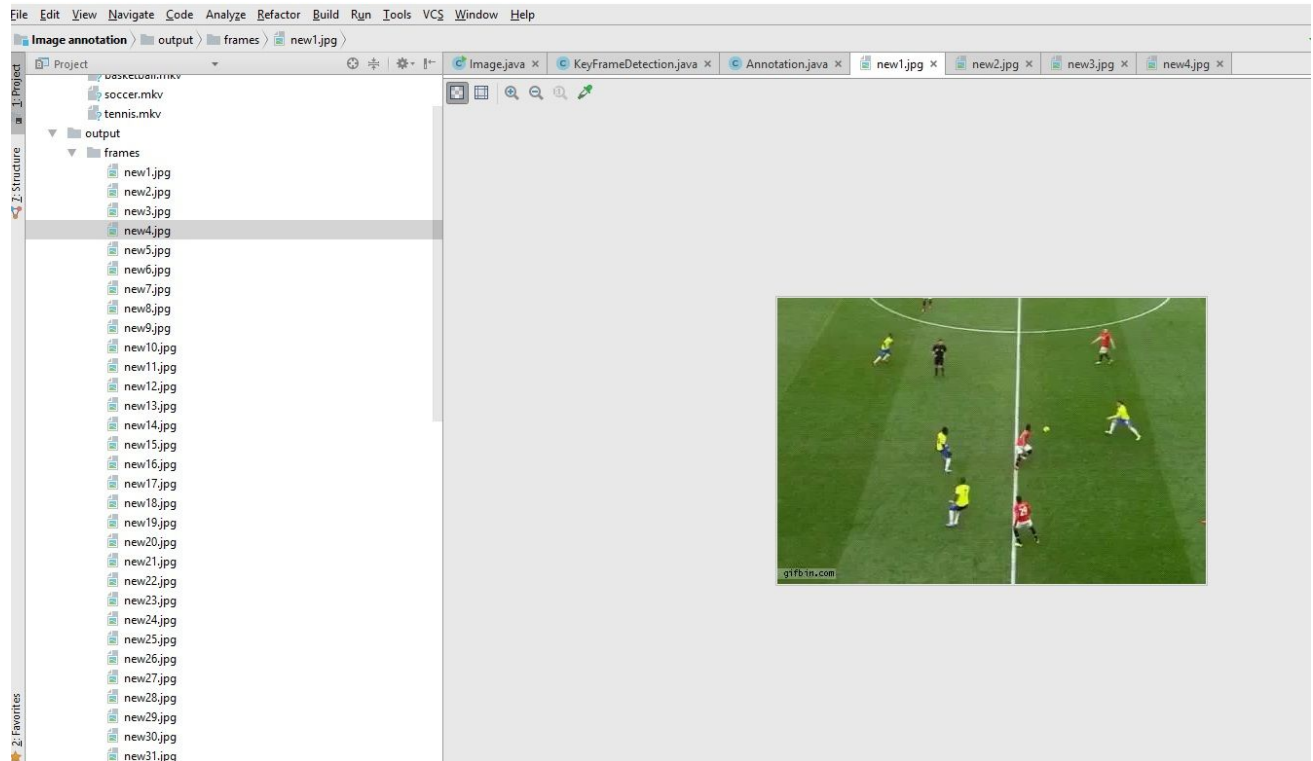 File Edit View Navigate Code Analyze Refactor Build Run Tools VCS Window Help
Image annotation output frames new1.jpg
Project
Image.java KeyFrameDetection.java Annotation.java new1.jpg new2.jpg new3.jpg new4.jpg
1: Project
7: Structure
2: Favorites
basketball.mkv
soccer.mkv
tennis.mkv
output
frames
new1.jpg
new2.jpg
new3.jpg
new4.jpg
new5.jpg
new6.jpg
new7.jpg
new8.jpg
new9.jpg
new10.jpg
new11.jpg
new12.jpg
new13.jpg
new14.jpg
new15.jpg
new16.jpg
new17.jpg
new18.jpg
new19.jpg
new20.jpg
new21.jpg
new22.jpg
new23.jpg
new24.jpg
new25.jpg
new26.jpg
new27.jpg
new28.jpg
new29.jpg
new30.jpg
new31.jpg
29
gifbin.com